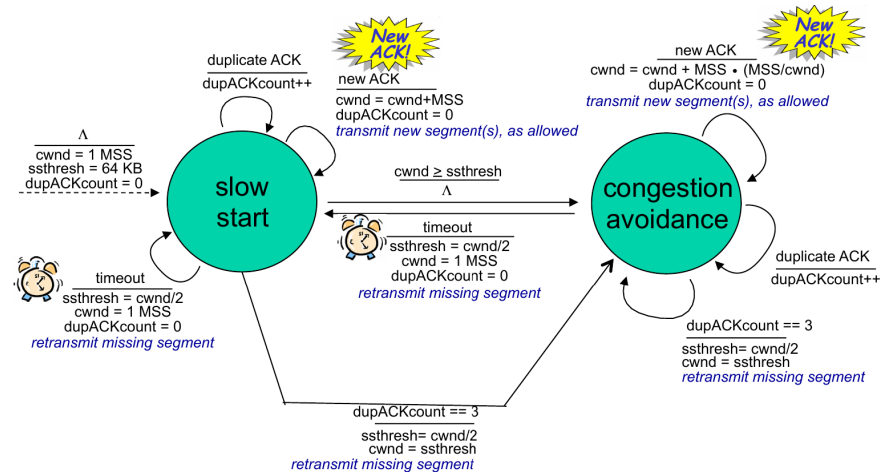 New
ACK!
duplicate ACK
dupACKcount++
new ACK
cwnd = cwnd+MSS
dupACKcount = 0
transmit new segment(s), as allowed
New
ACK!
new ACK
cwnd = cwnd + MSS • (MSS/cwnd)
dupACKcount = 0
transmit new segment(s), as allowed
Λ
cwnd = 1 MSS
ssthresh = 64 KB
dupACKcount = 0
slow
start
cwnd ≥ ssthresh
Λ
congestion
avoidance
timeout
ssthresh = cwnd/2
cwnd = 1 MSS
dupACKcount = 0
retransmit missing segment
timeout
ssthresh = cwnd/2
cwnd = 1 MSS
dupACKcount = 0
retransmit missing segment
duplicate ACK
dupACKcount++
dupACKcount == 3
ssthresh= cwnd/2
cwnd = ssthresh
retransmit missing segment
dupACKcount == 3
ssthresh= cwnd/2
cwnd = ssthresh
retransmit missing segment